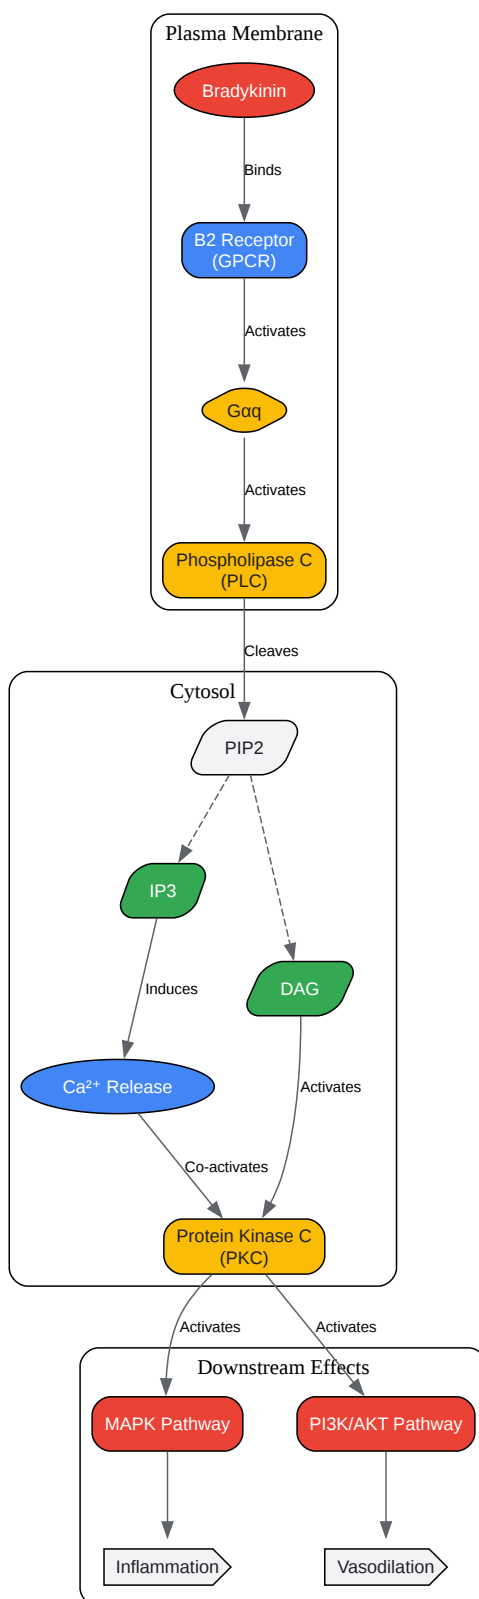 Plasma Membrane
Bradykinin
Binds
B2 Receptor
(GPCR)
Activates
Gαq
Activates
Phospholipase C
(PLC)
Cleaves
Cytosol
PIP2
IP3
DAG
Induces
Ca²⁺ Release
Activates
Co-activates
Protein Kinase C
(PKC)
Activates
Activates
Downstream Effects
MAPK Pathway
PI3K/AKT Pathway
Inflammation
Vasodilation